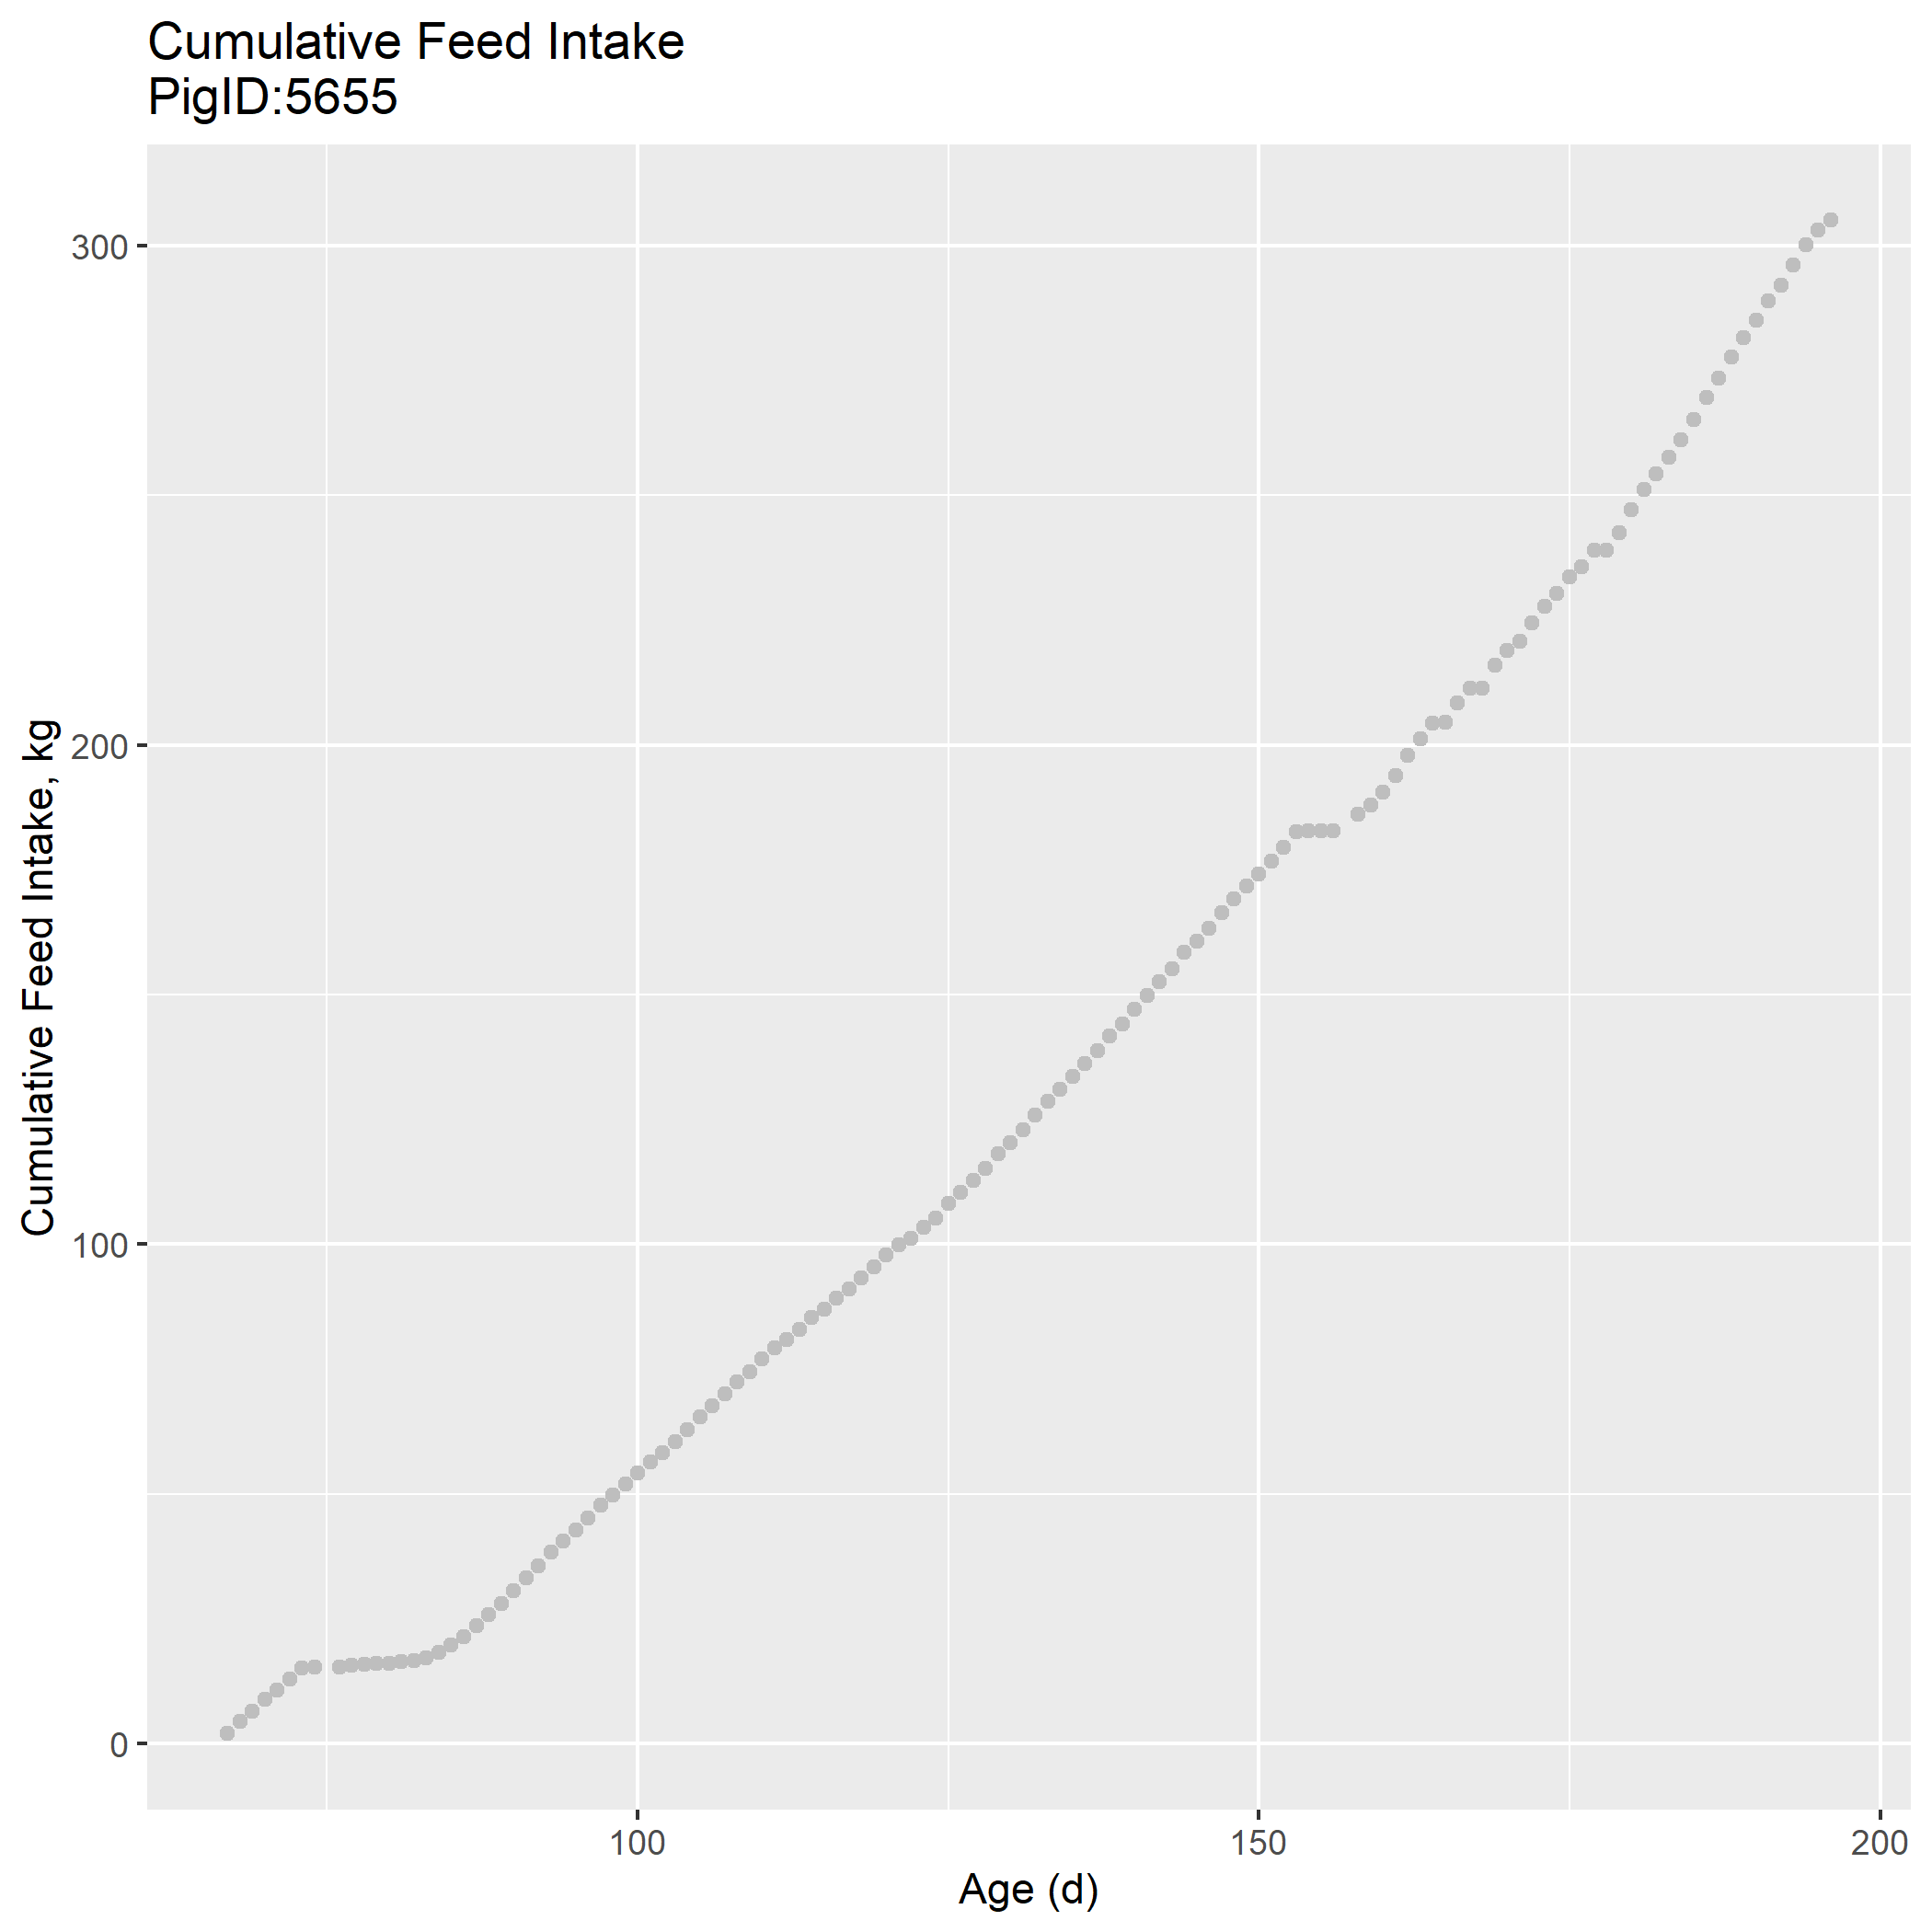 Cumulative Feed Intake
PigID:5655
Cumulative Feed Intake, kg
300
200
100
0
100
150
200
Age (d)